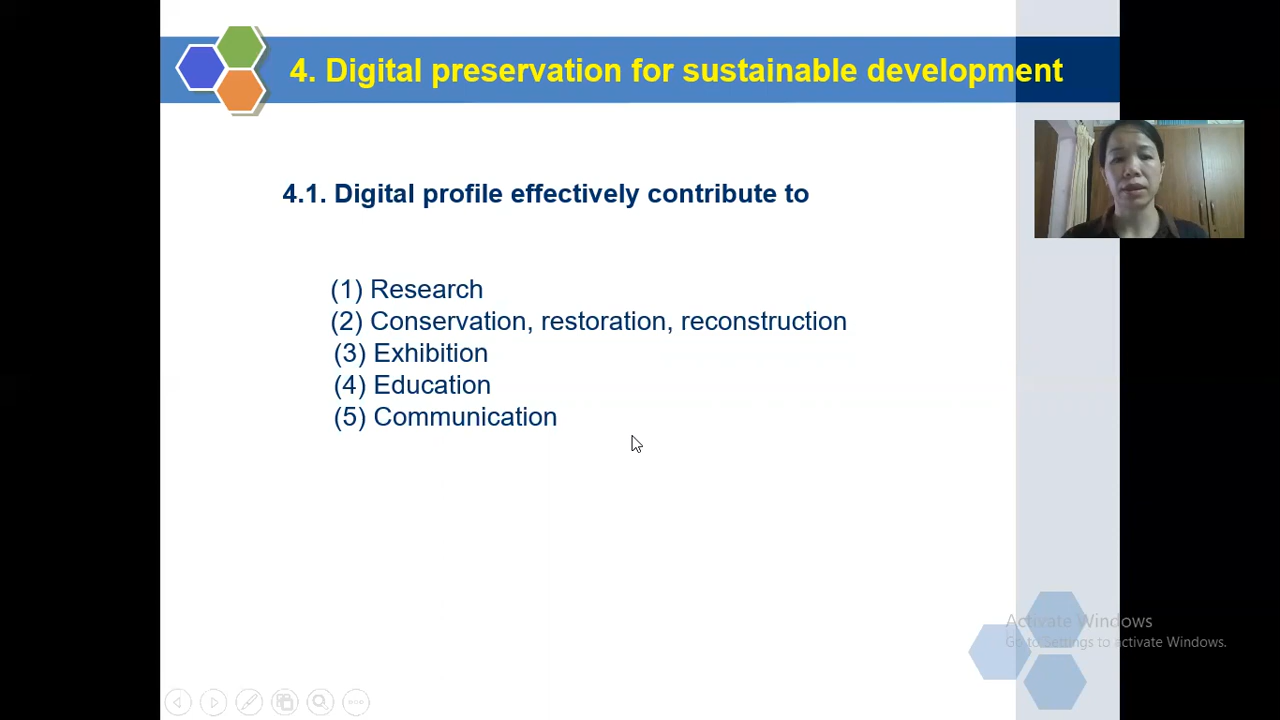 4. Digital preservation for sustainable development
4.1. Digital profile effectively contribute to
(1) Research
(2) Conservation, restoration, reconstruction
(3) Exhibition
(4) Education
(5) Communication
Activate Windows
Go to Settings to activate Windows.